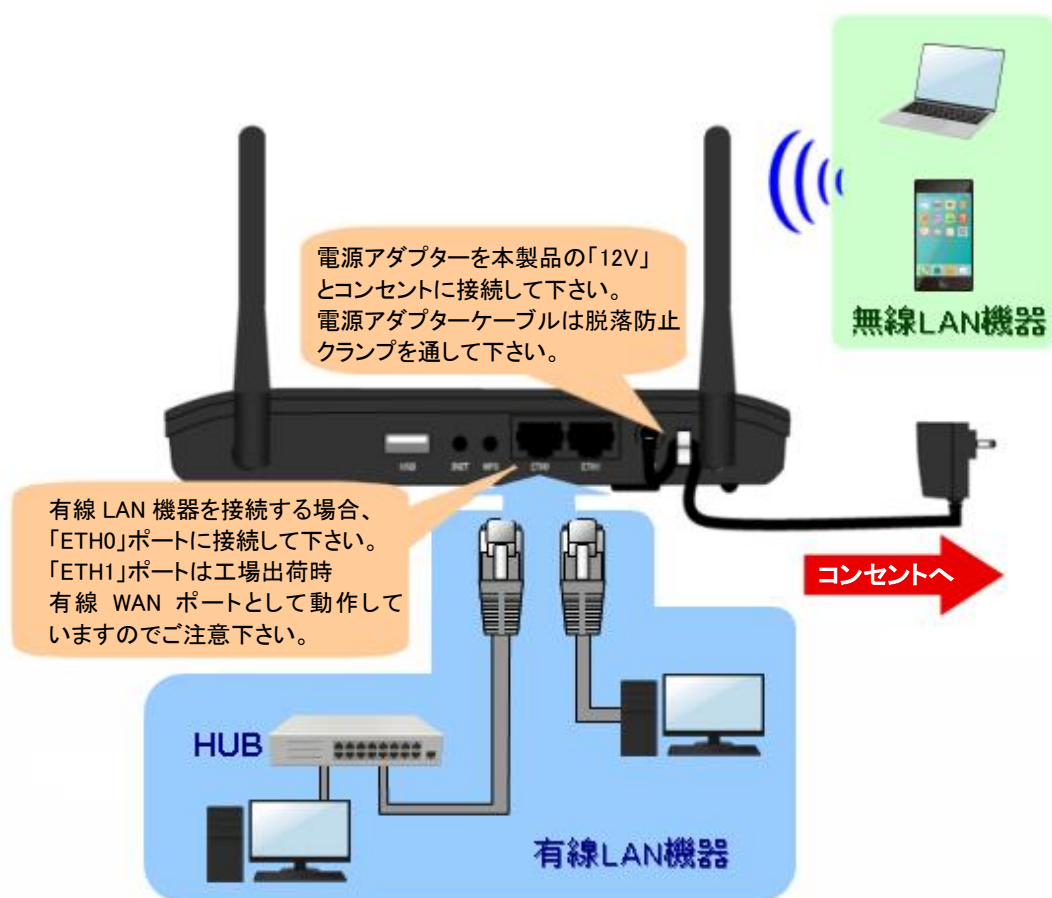 無線LAN機器
電源アダプターを本製品の「12V」
とコンセントに接続して下さい。
電源アダプターケーブルは脱落防止
クランプを通して下さい。
USB
INIT
WPS
ETH0
ETH1
有線 LAN 機器を接続する場合、
「ETH0」ポートに接続して下さい。
「ETH1」ポートは工場出荷時
有線 WAN ポートとして動作して
いますのでご注意下さい。
コンセントへ
HUB
有線LAN機器